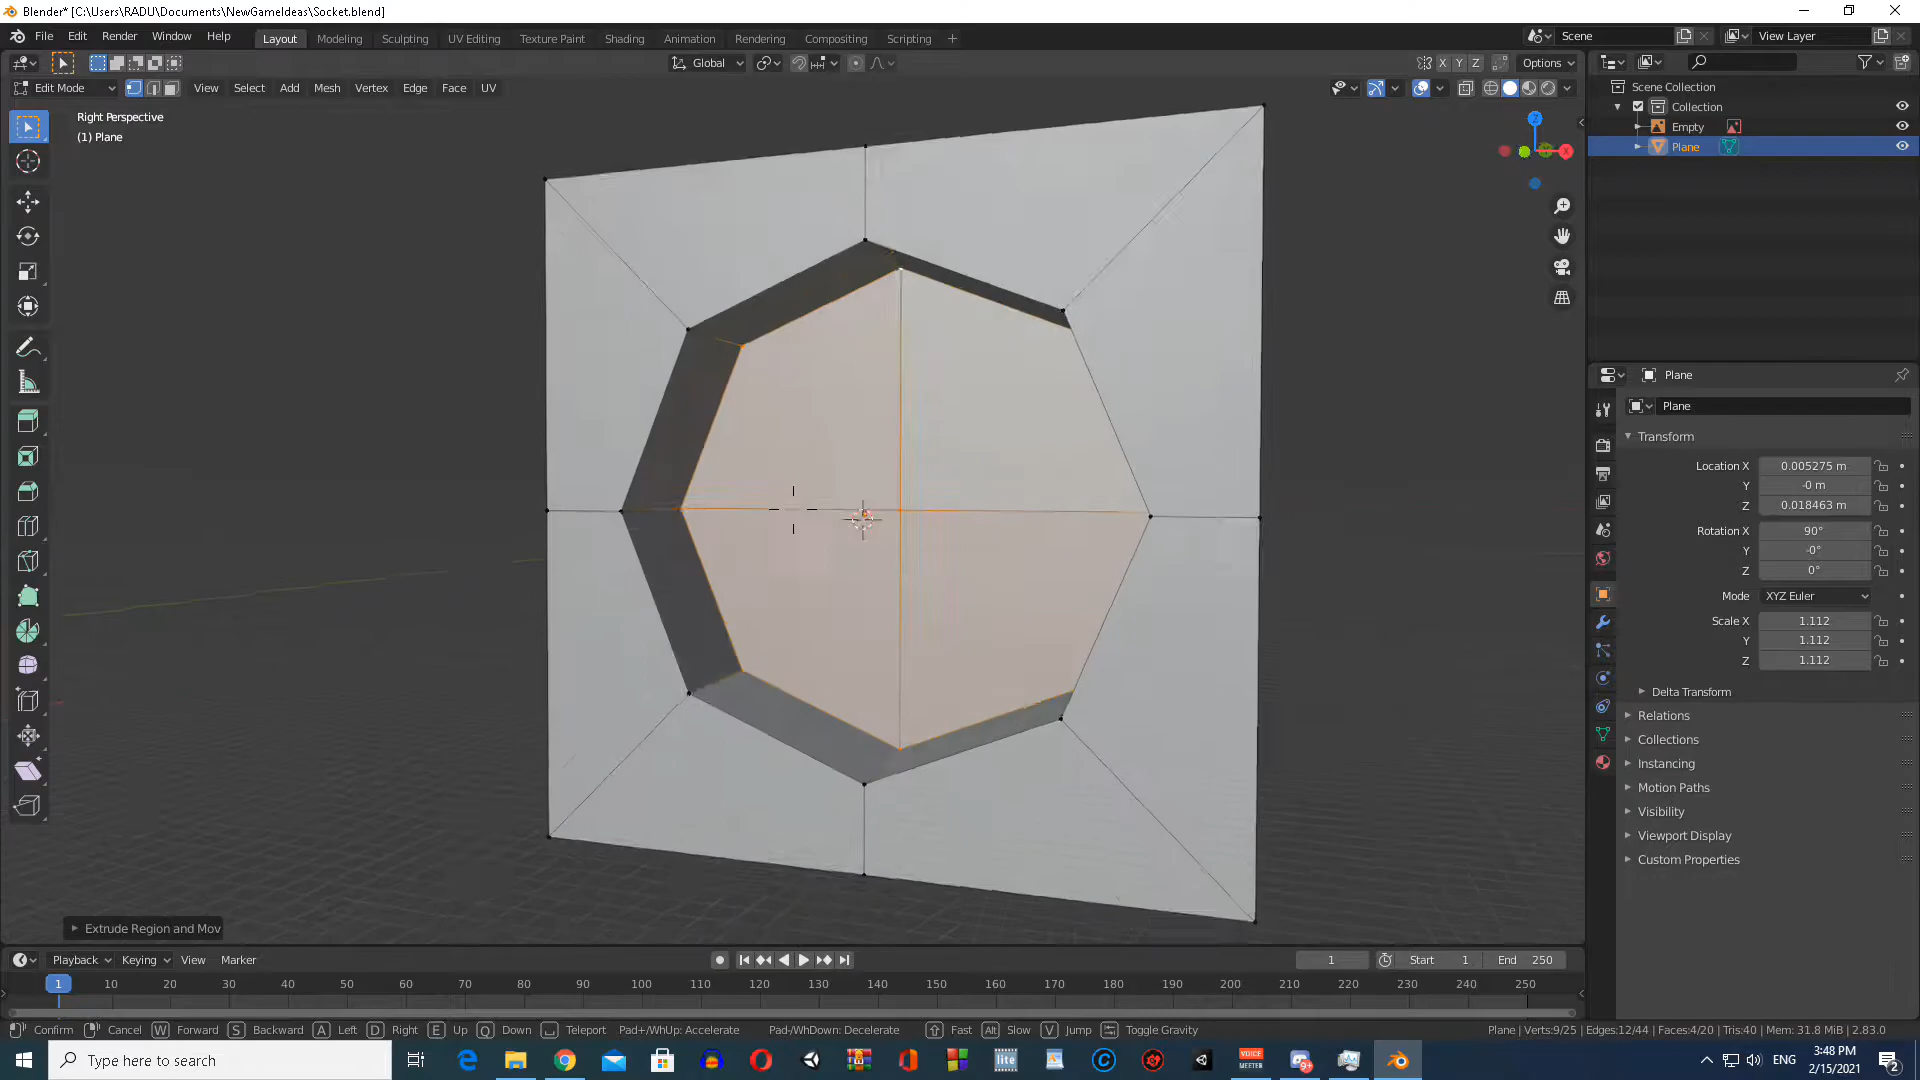 Blender* [C:\Users\RADU\Documents\NewGameIdeas\Socket.blend]
File Edit Render Window Help
Layout Modeling Sculpting UV Editing Texture Paint Shading Animation Rendering Compositing Scripting
Scene
View Layer
Global
X Y Z
Options
Edit Mode View Select Add Mesh Vertex Edge Face UV
Right Perspective
(1) Plane
Z
X
Scene Collection
Collection
Empty
Plane
Plane
Plane
Transform
Location X 0.005275 m
Y -0 m
Z 0.018463 m
Rotation X 90°
Y -0°
Z 0°
Mode XYZ Euler
Scale X 1.112
Y 1.112
Z 1.112
Delta Transform
Relations
Collections
Instancing
Motion Paths
Visibility
Viewport Display
Custom Properties
Extrude Region and Mov
Playback Keying View Marker
1
Start 1 End 250
1 10 20 30 40 50 60 70 80 90 100 110 120 130 140 150 160 170 180 190 200 210 220 230 240 250
Confirm Cancel W Forward S Backward A Left D Right E Up Q Down Teleport Pad+/WhUp: Accelerate Pad-/WhDown: Decelerate Fast Alt Slow V Jump Toggle Gravity
Plane | Verts:9/25 | Edges:12/44 | Faces:4/20 | Tris:40 | Mem: 31.8 MiB | 2.83.0
Type here to search
lite
VOICE
MEETER
9+
ENG
3:48 PM
2/15/2021
2